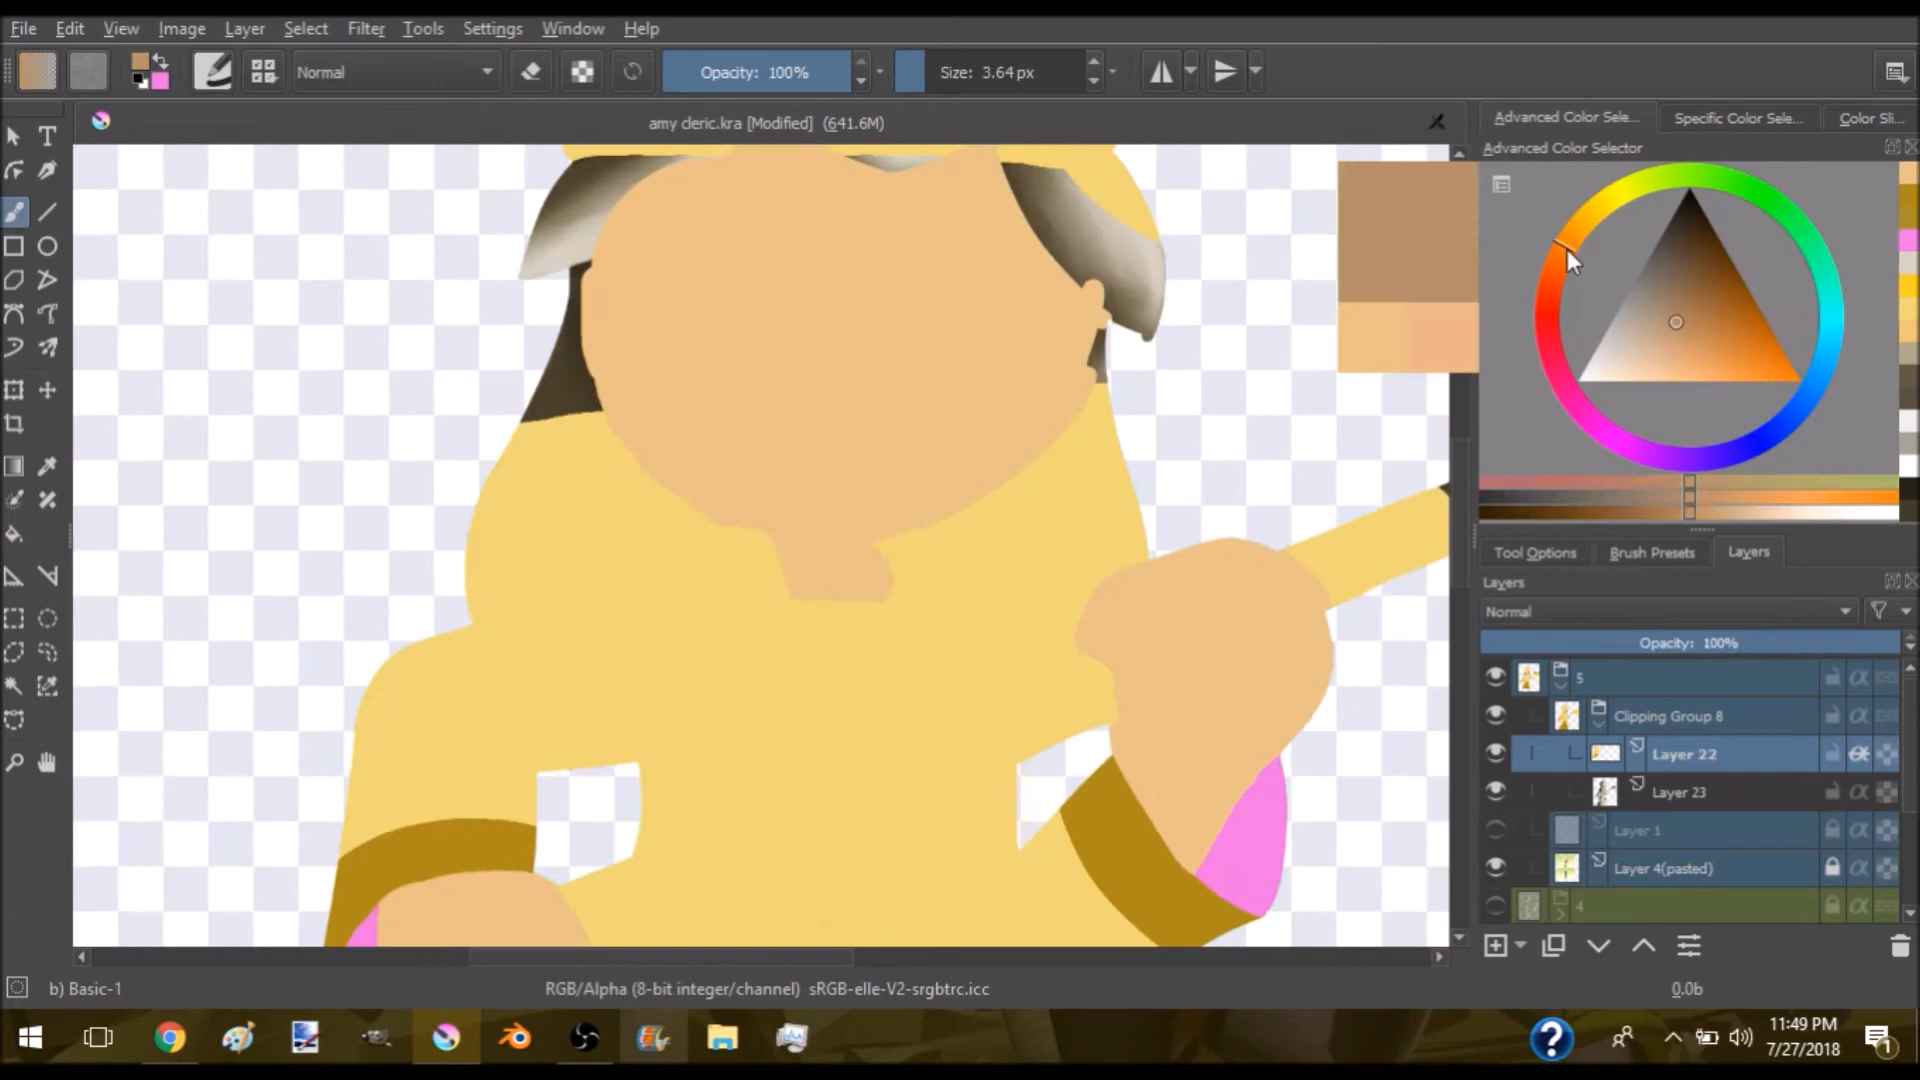 File Edit View Image Layer Select Filter Tools Settings Window Help
Normal
Opacity: 100%
Size: 3.64 px
amy cleric.kra [Modified] (641.6M)
Advanced Color Sele... Specific Color Sele... Color Sli...
Advanced Color Selector
Tool Options Brush Presets Layers
Layers
Normal
Opacity: 100%
5
Clipping Group 8
Layer 22
Layer 23
Layer 1
Layer 4(pasted)
4
b) Basic-1
RGB/Alpha (8-bit integer/channel) sRGB-elle-V2-srgbtrc.icc
0.0b
11:49 PM
7/27/2018
1